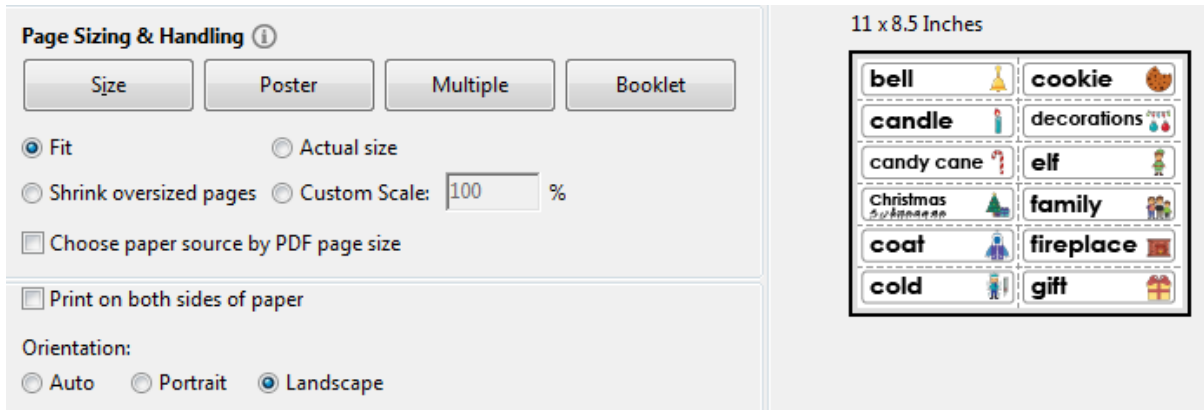 Page Sizing & Handling
Size
Poster
Multiple
Booklet
Fit
Actual size
Shrink oversized pages
Custom Scale:
100
%
Choose paper source by PDF page size
Print on both sides of paper
Orientation:
Auto
Portrait
Landscape
11 x 8.5 Inches
bell
cookie
candle
decorations
candy cane
elf
Christmas
family
coat
fireplace
cold
gift